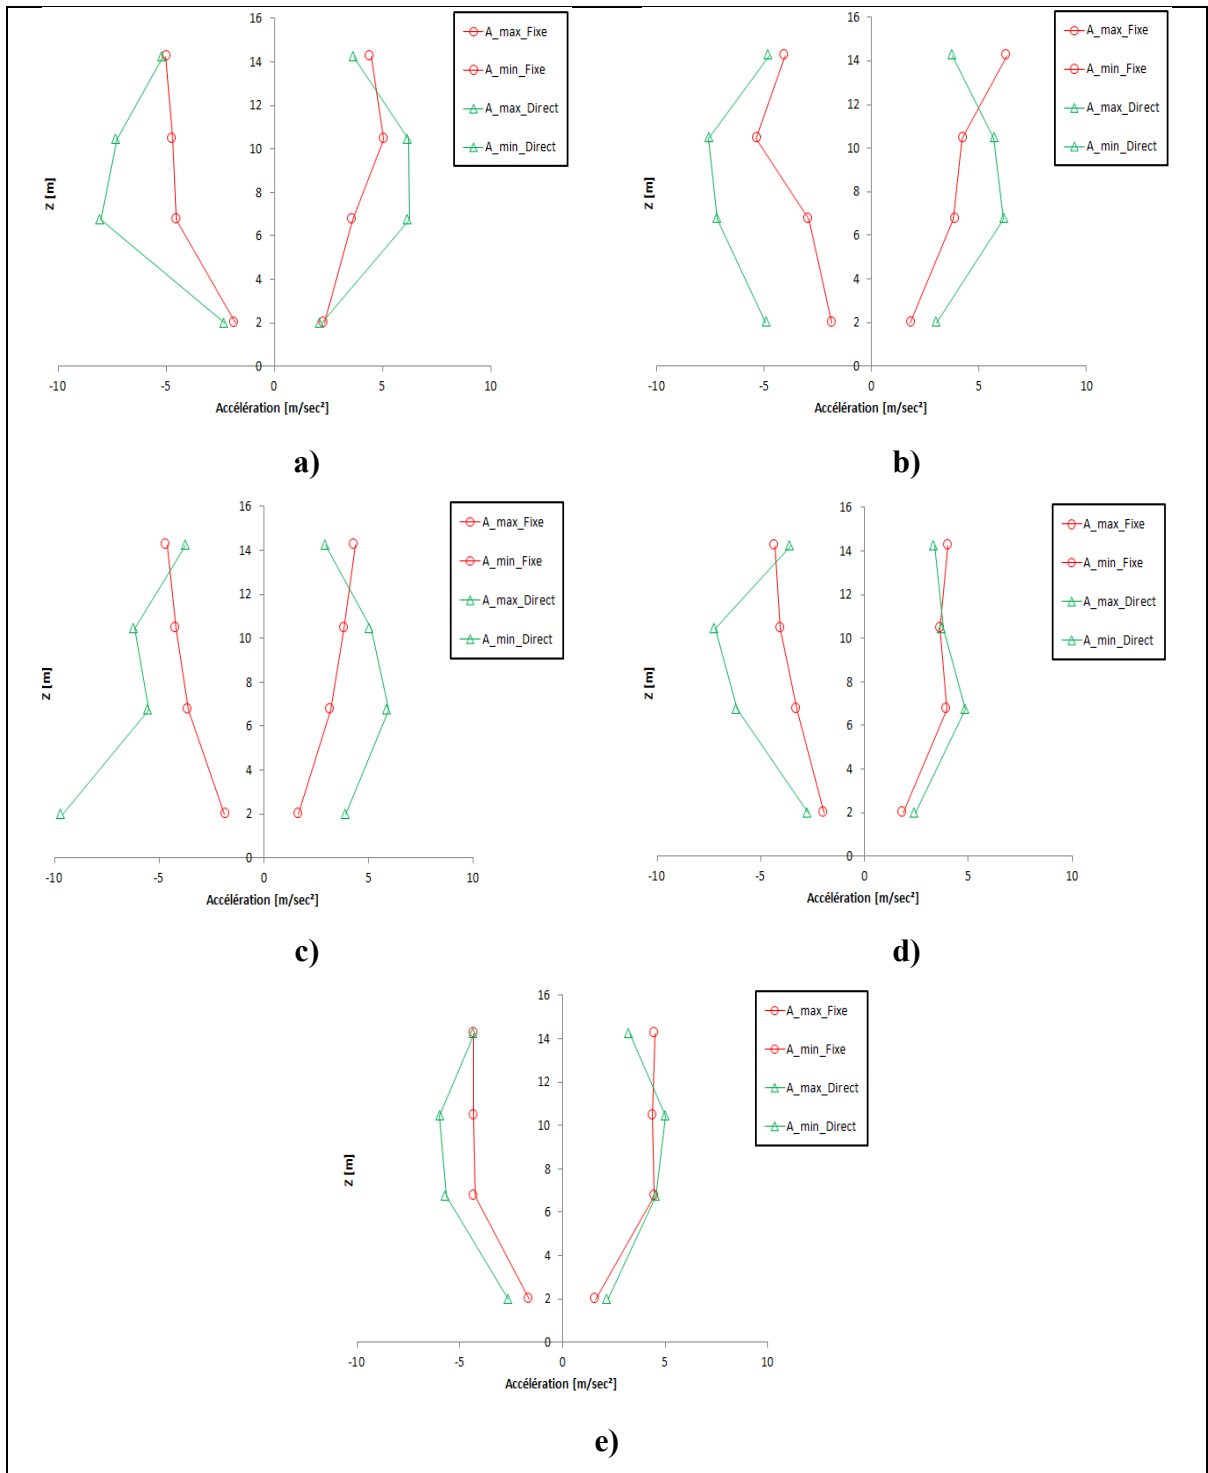 16
14
12
10
8
6
4
2
0
Z [m]
-10 -5 0 5 10
Accélération [m/sec²]
A_max_Fixe
A_min_Fixe
A_max_Direct
A_min_Direct
a)
16
14
12
10
8
6
4
2
0
Z [m]
-10 -5 0 5 10
Accélération [m/sec²]
A_max_Fixe
A_min_Fixe
A_max_Direct
A_min_Direct
b)
16
14
12
10
8
6
4
2
0
Z [m]
-10 -5 0 5 10
Accélération [m/sec²]
A_max_Fixe
A_min_Fixe
A_max_Direct
A_min_Direct
c)
16
14
12
10
8
6
4
2
0
Z [m]
-10 -5 0 5 10
Accélération [m/sec²]
A_max_Fixe
A_min_Fixe
A_max_Direct
A_min_Direct
d)
16
14
12
10
8
6
4
2
0
Z [m]
-10 -5 0 5 10
Accélération [m/sec²]
A_max_Fixe
A_min_Fixe
A_max_Direct
A_min_Direct
e)